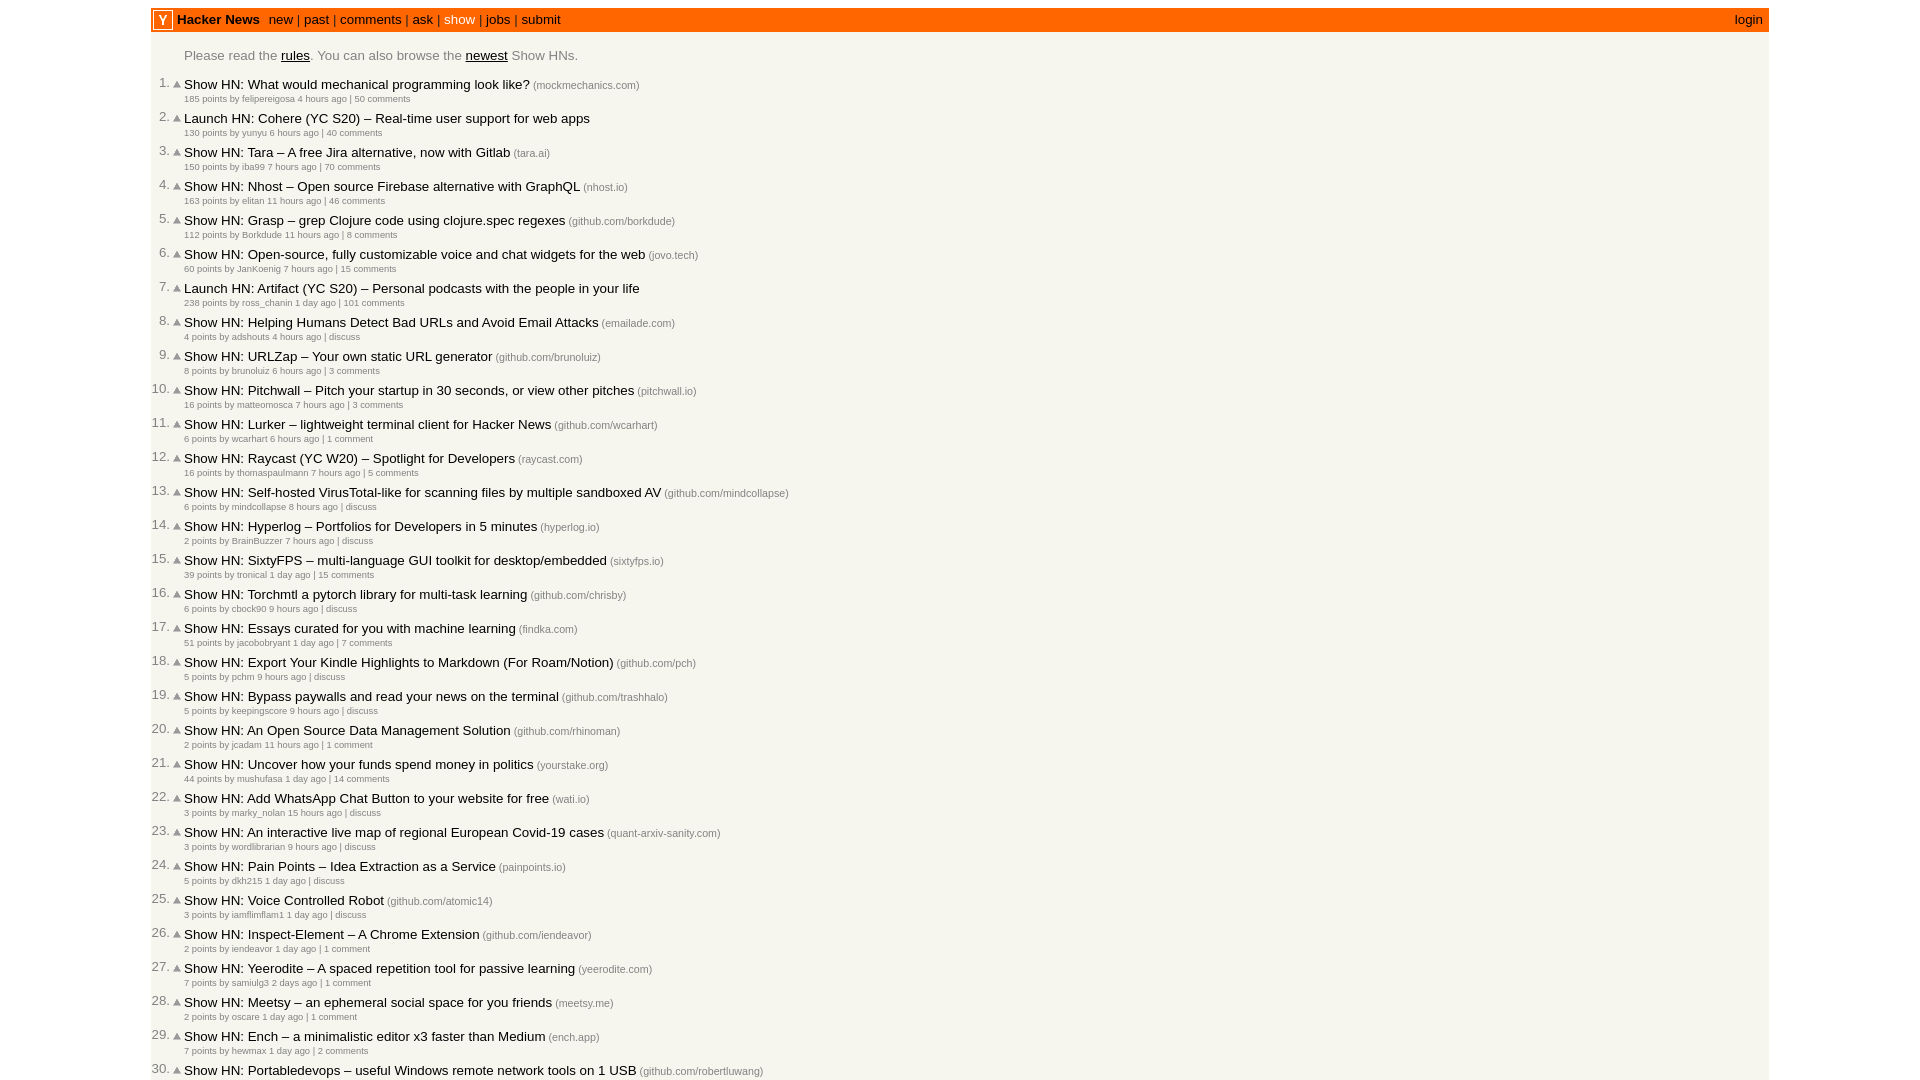 Y Hacker News new | past | comments | ask | show | jobs | submit login
Please read the rules. You can also browse the newest Show HNs.
1. Show HN: What would mechanical programming look like? (mockmechanics.com)
185 points by felipereigosa 4 hours ago | 50 comments
2. Launch HN: Cohere (YC S20) – Real-time user support for web apps
130 points by yunyu 6 hours ago | 40 comments
3. Show HN: Tara – A free Jira alternative, now with Gitlab (tara.ai)
150 points by iba99 7 hours ago | 70 comments
4. Show HN: Nhost – Open source Firebase alternative with GraphQL (nhost.io)
163 points by elitan 11 hours ago | 46 comments
5. Show HN: Grasp – grep Clojure code using clojure.spec regexes (github.com/borkdude)
112 points by Borkdude 11 hours ago | 8 comments
6. Show HN: Open-source, fully customizable voice and chat widgets for the web (jovo.tech)
60 points by JanKoenig 7 hours ago | 15 comments
7. Launch HN: Artifact (YC S20) – Personal podcasts with the people in your life
238 points by ross_chanin 1 day ago | 101 comments
8. Show HN: Helping Humans Detect Bad URLs and Avoid Email Attacks (emailade.com)
4 points by adshouts 4 hours ago | discuss
9. Show HN: URLZap – Your own static URL generator (github.com/brunoluiz)
8 points by brunoluiz 6 hours ago | 3 comments
10. Show HN: Pitchwall – Pitch your startup in 30 seconds, or view other pitches (pitchwall.io)
16 points by matteomosca 7 hours ago | 3 comments
11. Show HN: Lurker – lightweight terminal client for Hacker News (github.com/wcarhart)
6 points by wcarhart 6 hours ago | 1 comment
12. Show HN: Raycast (YC W20) – Spotlight for Developers (raycast.com)
16 points by thomaspaulmann 7 hours ago | 5 comments
13. Show HN: Self-hosted VirusTotal-like for scanning files by multiple sandboxed AV (github.com/mindcollapse)
6 points by mindcollapse 8 hours ago | discuss
14. Show HN: Hyperlog – Portfolios for Developers in 5 minutes (hyperlog.io)
2 points by BrainBuzzer 7 hours ago | discuss
15. Show HN: SixtyFPS – multi-language GUI toolkit for desktop/embedded (sixtyfps.io)
39 points by tronical 1 day ago | 15 comments
16. Show HN: Torchmtl a pytorch library for multi-task learning (github.com/chrisby)
6 points by cbock90 9 hours ago | discuss
17. Show HN: Essays curated for you with machine learning (findka.com)
51 points by jacobobryant 1 day ago | 7 comments
18. Show HN: Export Your Kindle Highlights to Markdown (For Roam/Notion) (github.com/pch)
5 points by pchm 9 hours ago | discuss
19. Show HN: Bypass paywalls and read your news on the terminal (github.com/trashhalo)
5 points by keepingscore 9 hours ago | discuss
20. Show HN: An Open Source Data Management Solution (github.com/rhinoman)
2 points by jcadam 11 hours ago | 1 comment
21. Show HN: Uncover how your funds spend money in politics (yourstake.org)
44 points by mushufasa 1 day ago | 14 comments
22. Show HN: Add WhatsApp Chat Button to your website for free (wati.io)
3 points by marky_nolan 15 hours ago | discuss
23. Show HN: An interactive live map of regional European Covid-19 cases (quant-arxiv-sanity.com)
3 points by wordlibrarian 9 hours ago | discuss
24. Show HN: Pain Points – Idea Extraction as a Service (painpoints.io)
5 points by dkh215 1 day ago | discuss
25. Show HN: Voice Controlled Robot (github.com/atomic14)
3 points by iamflimflam1 1 day ago | discuss
26. Show HN: Inspect-Element – A Chrome Extension (github.com/iendeavor)
2 points by iendeavor 1 day ago | 1 comment
27. Show HN: Yeerodite – A spaced repetition tool for passive learning (yeerodite.com)
7 points by samiulg3 2 days ago | 1 comment
28. Show HN: Meetsy – an ephemeral social space for you friends (meetsy.me)
2 points by oscare 1 day ago | 1 comment
29. Show HN: Ench – a minimalistic editor x3 faster than Medium (ench.app)
7 points by hewmax 1 day ago | 2 comments
30. Show HN: Portabledevops – useful Windows remote network tools on 1 USB (github.com/robertluwang)